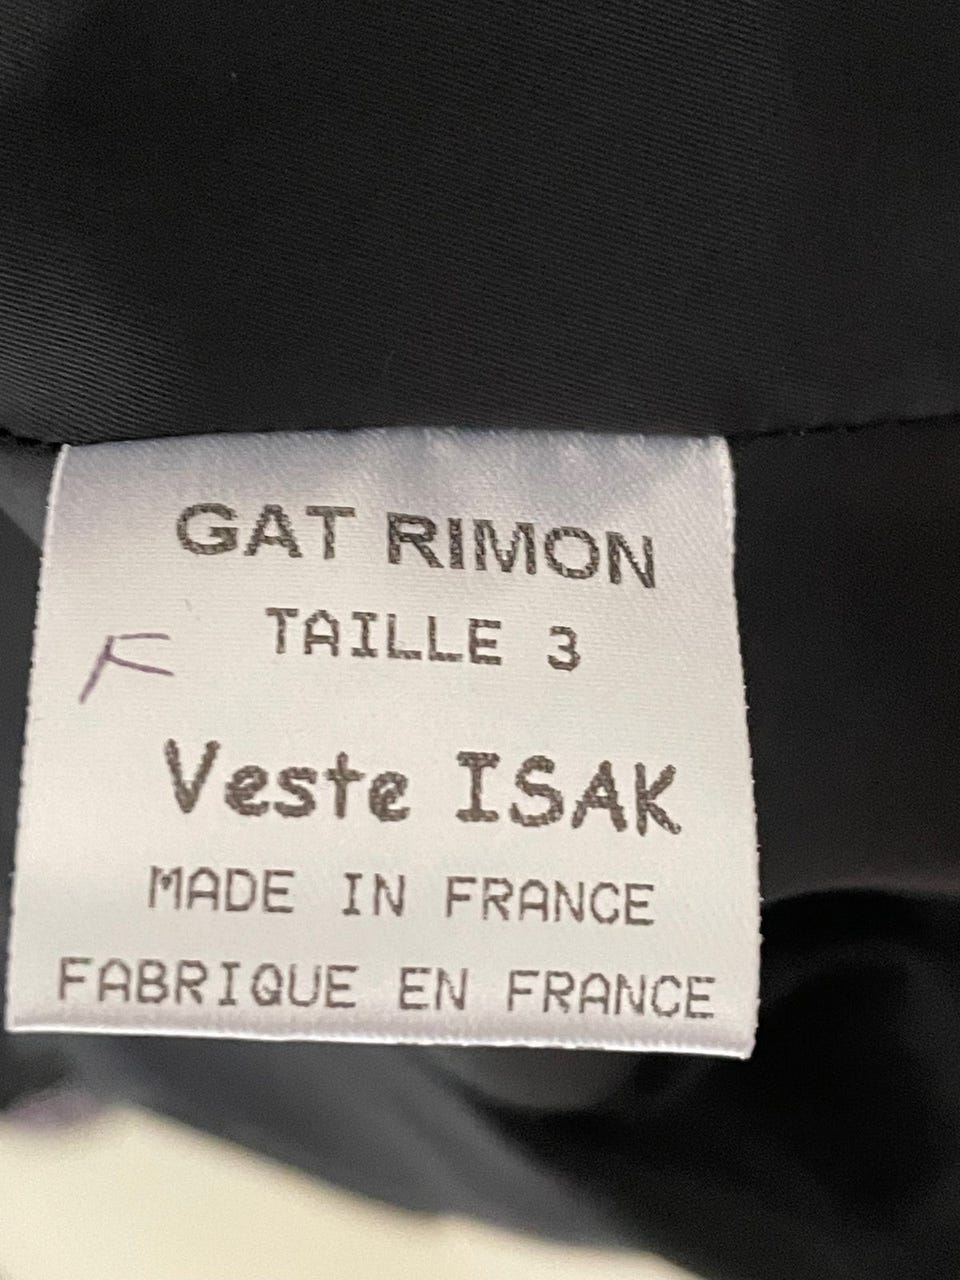 GAT RIMON
TAILLE 3
Veste ISAK
MADE IN FRANCE
FABRIQUE EN FRANCE